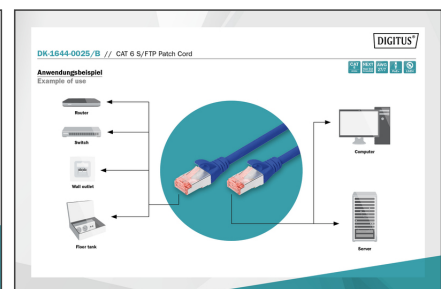 DIGITUS®
DK-1644-0025/B // CAT 6 S/FTP Patch Cord
Anwendungsbeispiel
Example of use
Router
Switch
Wall outlet
Floor tank
Computer
Server